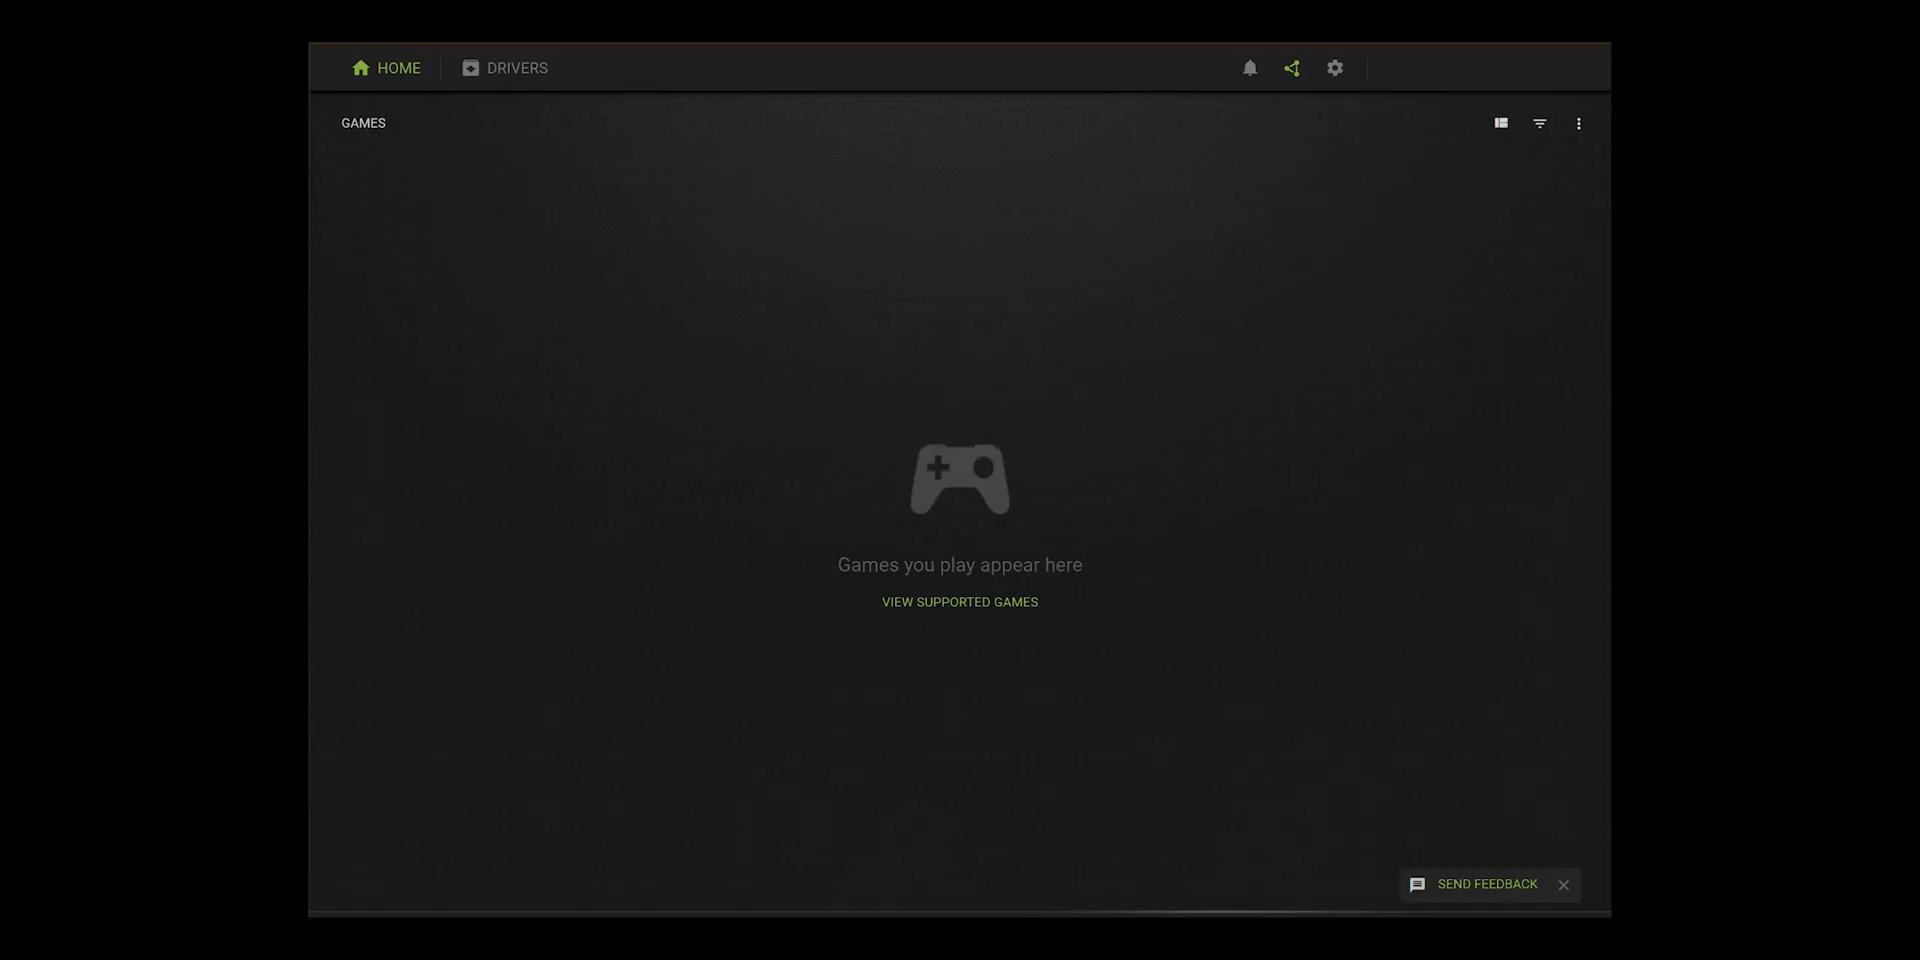 HOME
DRIVERS
GAMES
Games you play appear here
VIEW SUPPORTED GAMES
SEND FEEDBACK